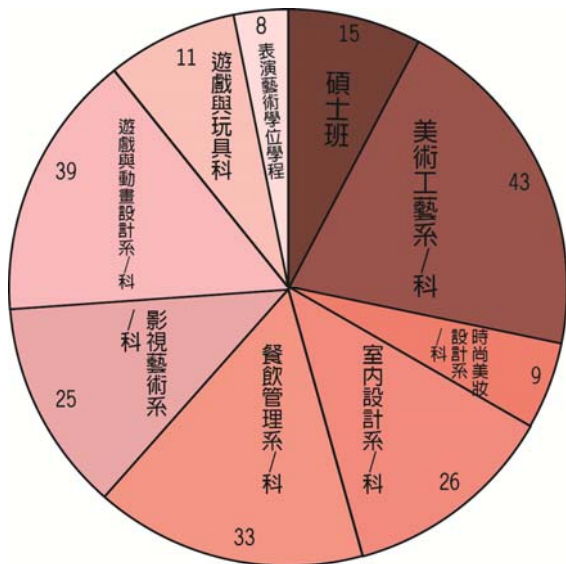 15
碩士班
43
美術工藝系/科
9
時尚美妝
設計系
/科
26
室內設計系/科
33
餐飲管理系/科
25
影視藝術系
/科
39
遊戲與動畫設計系/科
11
遊戲與玩具科
8
表演藝術學位學程